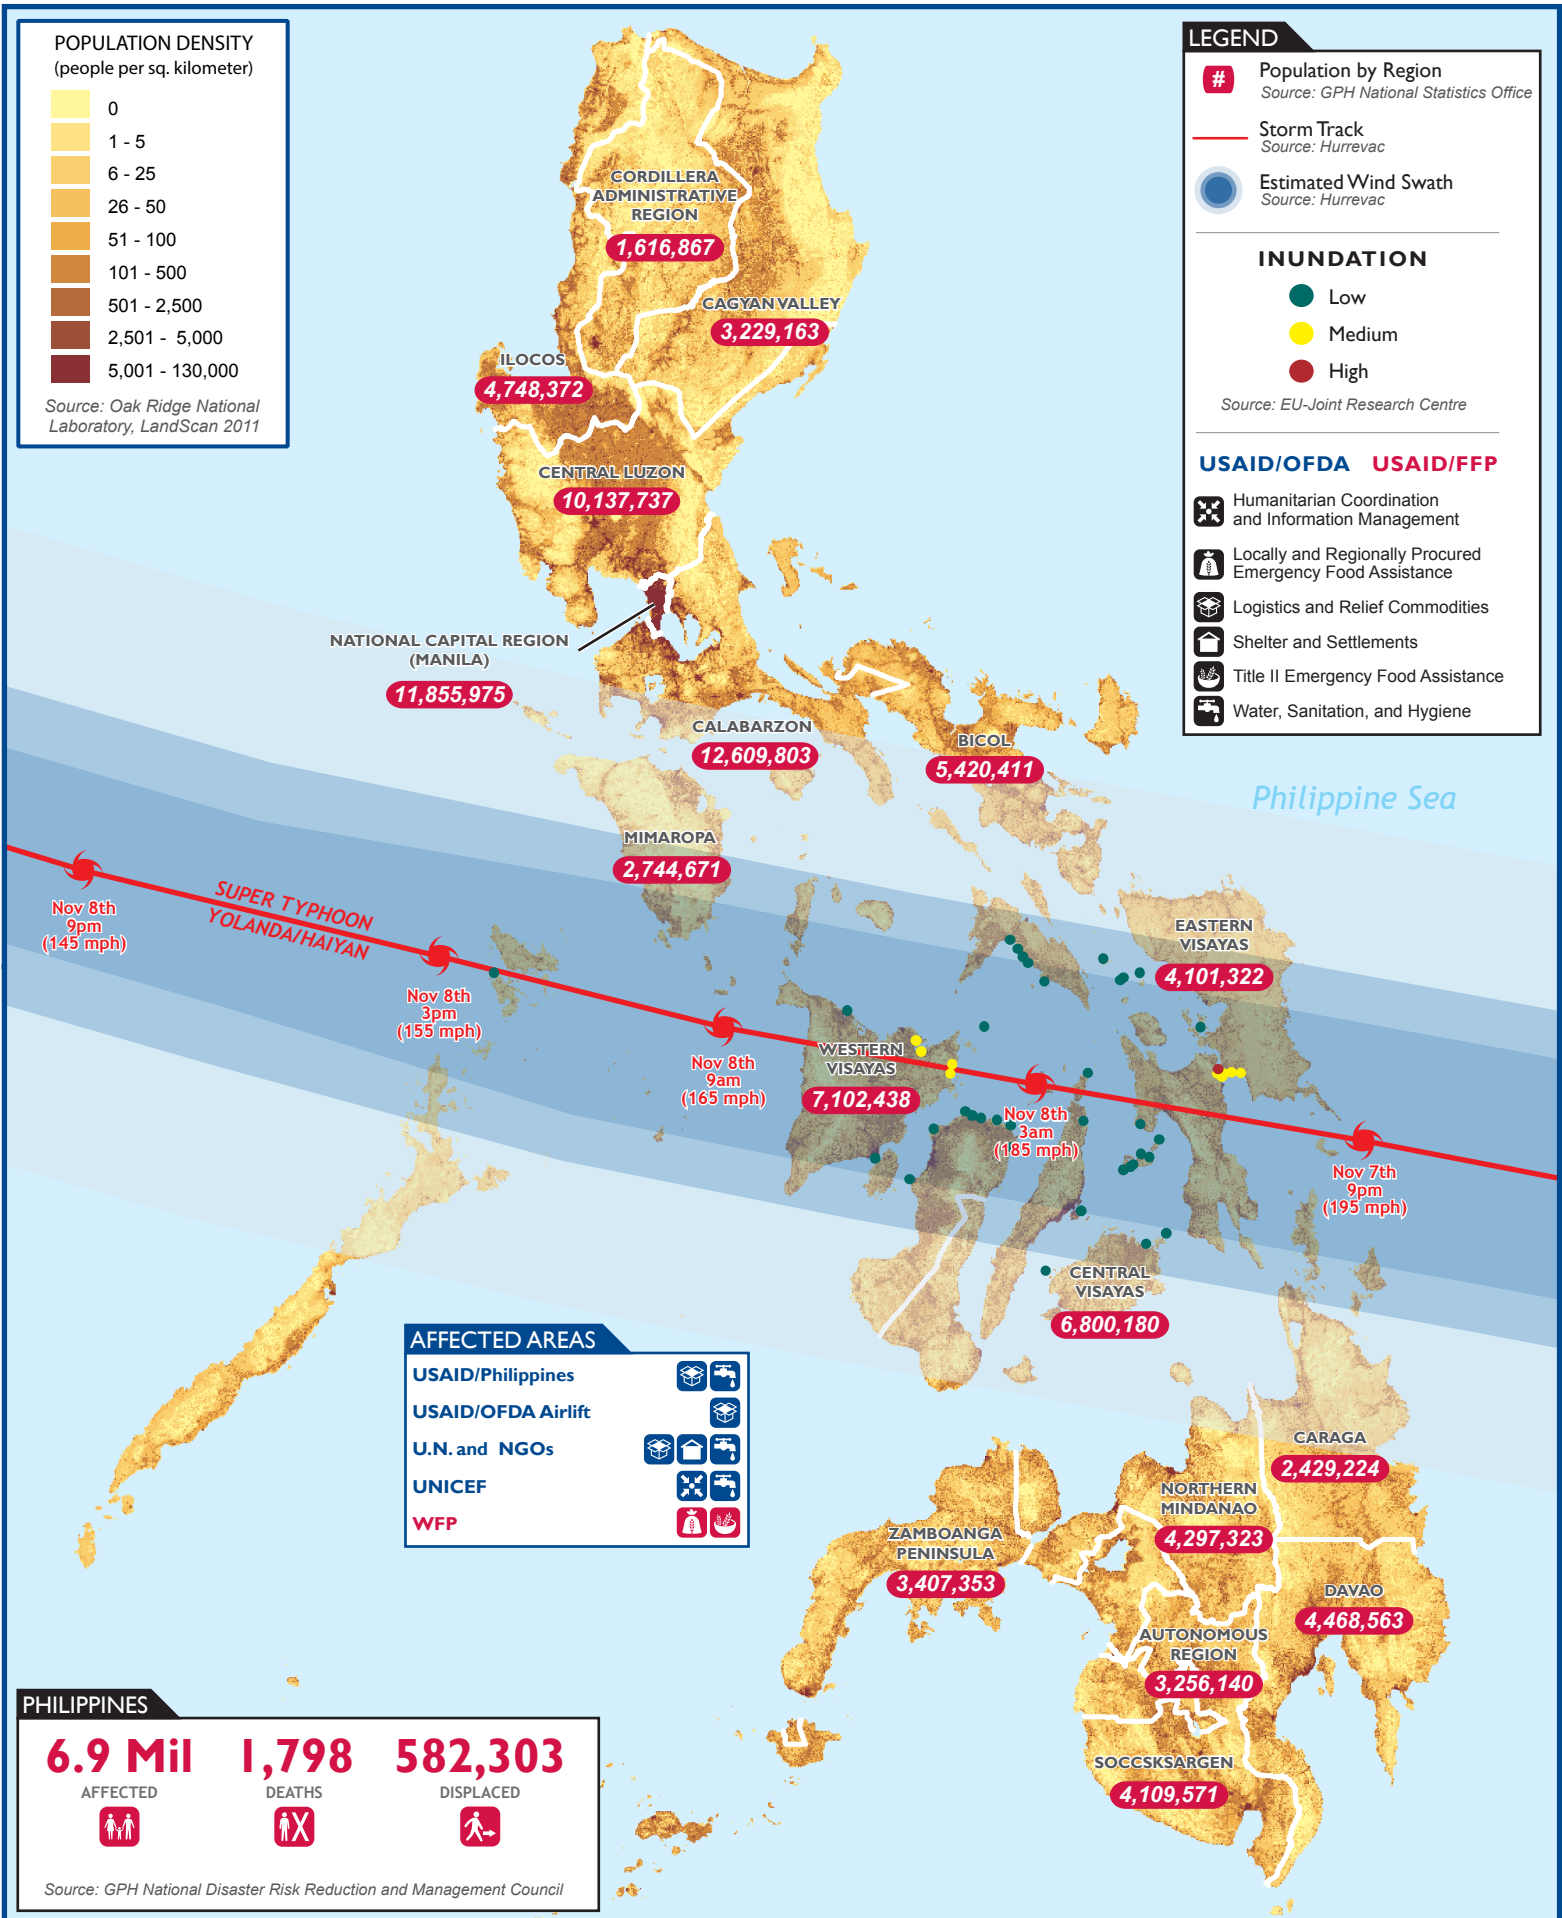 POPULATION DENSITY
(people per sq. kilometer)
0
1 - 5
6 - 25
26 - 50
51 - 100
101 - 500
501 - 2,500
2,501 - 5,000
5,001 - 130,000
Source: Oak Ridge National
Laboratory, LandScan 2011
LEGEND
#
Population by Region
Source: GPH National Statistics Office
Storm Track
Source: Hurrevac
Estimated Wind Swath
Source: Hurrevac
INUNDATION
Low
Medium
High
Source: EU-Joint Research Centre
USAID/OFDA USAID/FFP
Humanitarian Coordination
and Information Management
Locally and Regionally Procured
Emergency Food Assistance
Logistics and Relief Commodities
Shelter and Settlements
Title II Emergency Food Assistance
Water, Sanitation, and Hygiene
CORDILLERA
ADMINISTRATIVE
REGION
1,616,867
CAGYAN VALLEY
3,229,163
ILOCOS
4,748,372
CENTRAL LUZON
10,137,737
NATIONAL CAPITAL REGION
(MANILA)
11,855,975
CALABARZON
12,609,803
BICOL
5,420,411
Philippine Sea
MIMAROPA
2,744,671
SUPER TYPHOON
YOLANDA/HAIYAN
Nov 8th
9pm
(145 mph)
Nov 8th
3pm
(155 mph)
Nov 8th
9am
(165 mph)
EASTERN
VISAYAS
4,101,322
WESTERN
VISAYAS
7,102,438
Nov 8th
3am
(185 mph)
Nov 7th
9pm
(195 mph)
CENTRAL
VISAYAS
6,800,180
AFFECTED AREAS
USAID/Philippines
USAID/OFDA Airlift
U.N. and NGOs
UNICEF
WFP
CARAGA
2,429,224
NORTHERN
MINDANAO
4,297,323
ZAMBOANGA
PENINSULA
3,407,353
DAVAO
4,468,563
AUTONOMOUS
REGION
3,256,140
SOCCSKSARGEN
4,109,571
PHILIPPINES
6.9 Mil
AFFECTED
1,798
DEATHS
582,303
DISPLACED
Source: GPH National Disaster Risk Reduction and Management Council